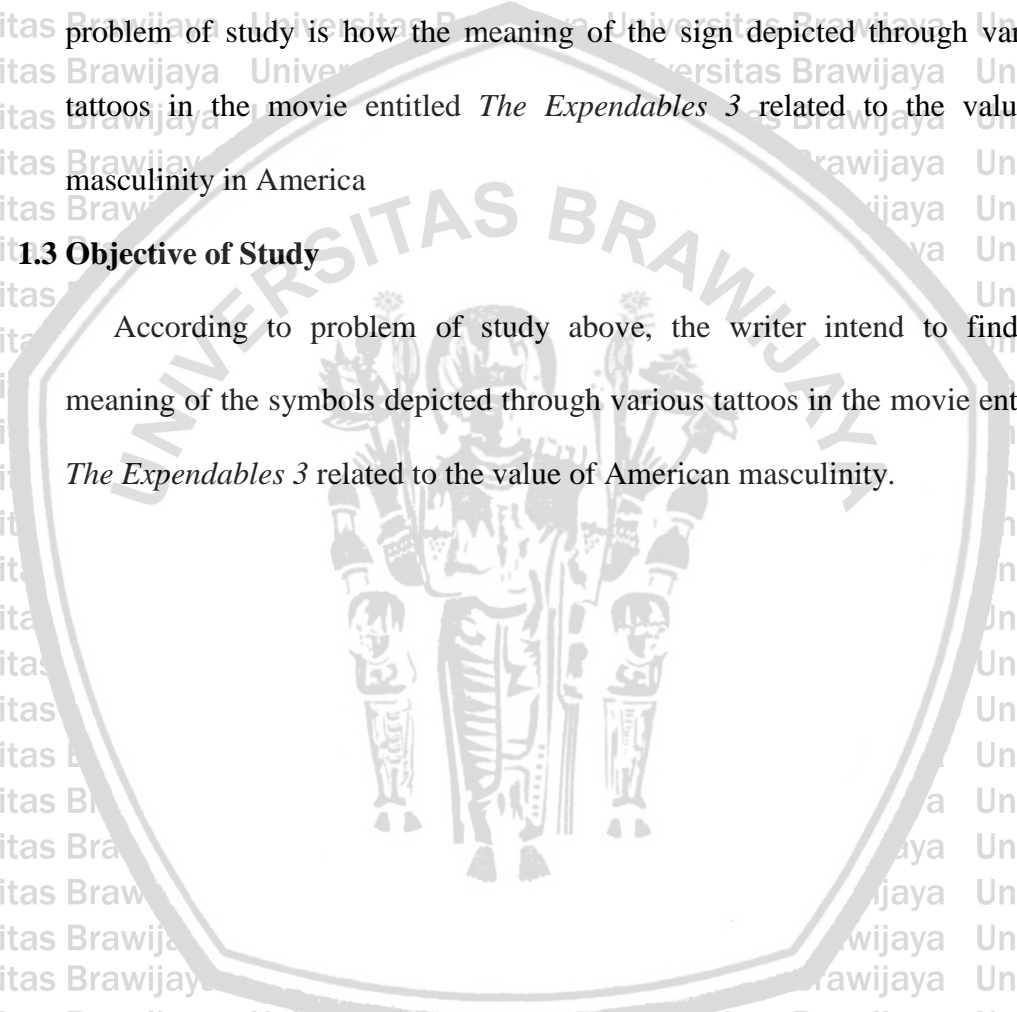 problem of study is how the meaning of the sign depicted through var
tattoos in the movie entitled The Expendables 3 related to the valu
masculinity in America
UNIVERSITAS BRAWIJAYA
1.3 Objective of Study
According to problem of study above, the writer intend to find
meaning of the symbols depicted through various tattoos in the movie ent
The Expendables 3 related to the value of American masculinity.